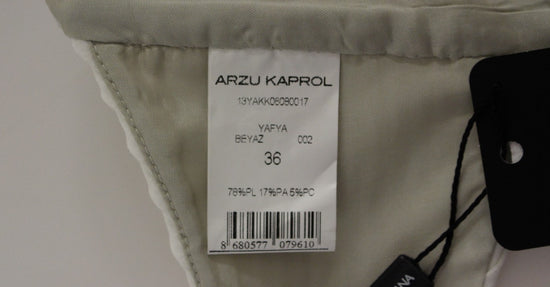 ARZU KAPROL
13YAKK06090017
YAFYA
BEYAZ 002
36
78%PL 17%PA 5%PC
8 680577 079610